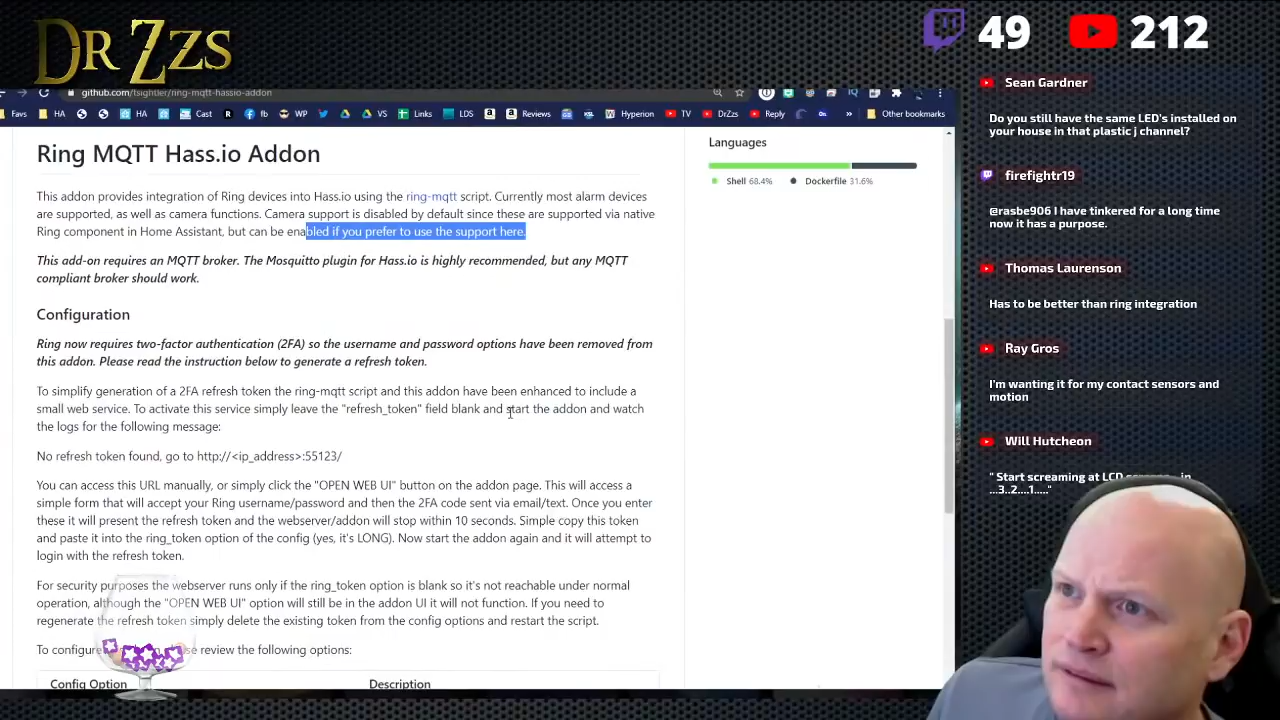 DR ZZS
49
212
github.com/tsightler/ring-mqtt-hassio-addon
Favs
HA
HA
Cast
fb
WP
VS
Links
LDS
Reviews
Hyperion
TV
DrZzs
Reply
»
Other bookmarks
Ring MQTT Hass.io Addon
This addon provides integration of Ring devices into Hass.io using the ring-mqtt script. Currently most alarm devices
are supported, as well as camera functions. Camera support is disabled by default since these are supported via native
Ring component in Home Assistant, but can be enabled if you prefer to use the support here.
This add-on requires an MQTT broker. The Mosquitto plugin for Hass.io is highly recommended, but any MQTT
compliant broker should work.
Configuration
Ring now requires two-factor authentication (2FA) so the username and password options have been removed from
this addon. Please read the instruction below to generate a refresh token.
To simplify generation of a 2FA refresh token the ring-mqtt script and this addon have been enhanced to include a
small web service. To activate this service simply leave the "refresh_token" field blank and start the addon and watch
the logs for the following message:
No refresh token found, go to http://<ip_address>:55123/
You can access this URL manually, or simply click the "OPEN WEB UI" button on the addon page. This will access a
simple form that will accept your Ring username/password and then the 2FA code sent via email/text. Once you enter
these it will present the refresh token and the webserver/addon will stop within 10 seconds. Simple copy this token
and paste it into the ring_token option of the config (yes, it's LONG). Now start the addon again and it will attempt to
login with the refresh token.
For security purposes the webserver runs only if the ring_token option is blank so it's not reachable under normal
operation, although the "OPEN WEB UI" option will still be in the addon UI it will not function. If you need to
regenerate the refresh token simply delete the existing token from the config options and restart the script.
To configure review the following options:
Config Option
Description
Languages
Shell 68.4%
Dockerfile 31.6%
Sean Gardner
Do you still have the same LED's installed on
your house in that plastic j channel?
firefightr19
@rasbe906 I have tinkered for a long time
now it has a purpose.
Thomas Laurenson
Has to be better than ring integration
Ray Gros
I'm wanting it for my contact sensors and
motion
Will Hutcheon
" Start screaming at LCD in
...3..2...1...."